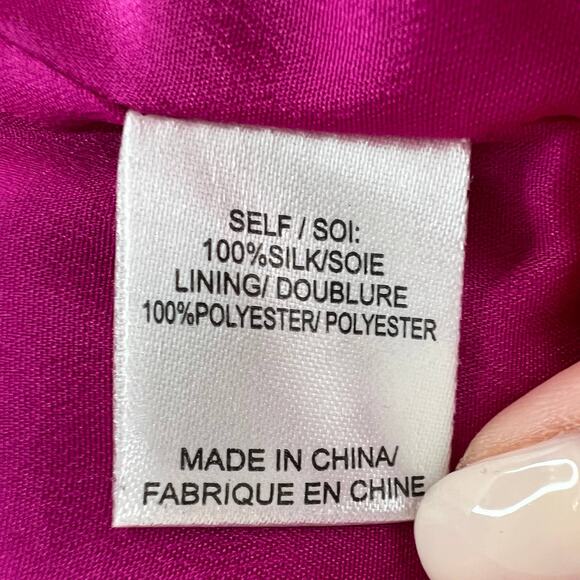 SELF / SOI:
100%SILK/SOIE
LINING/ DOUBLURE
100%POLYESTER/ POLYESTER
MADE IN CHINA/
FABRIQUE EN CHINE